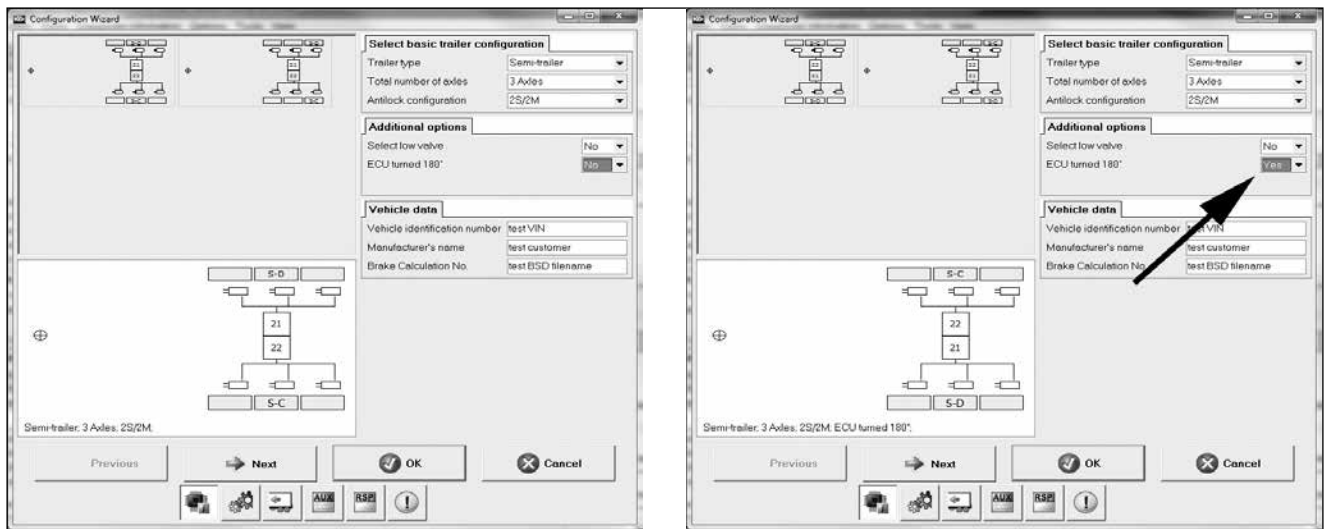 Configuration Wizard
S-D
21
22
S-C
Semi-trailer, 3 Axles, 2S/2M,
Select basic trailer configuration
Trailer type Semi-trailer
Total number of axles 3 Axles
Antilock configuration 2S/2M
Additional options
Select low valve No
ECU turned 180° No
Vehicle data
Vehicle identification number test VIN
Manufacturer's name test customer
Brake Calculation No. test BSD filename
Previous
Next
OK
Cancel
AUX
RSP
Configuration Wizard
S-C
22
21
S-D
Semi-trailer, 3 Axles, 2S/2M, ECU turned 180°,
Select basic trailer configuration
Trailer type Semi-trailer
Total number of axles 3 Axles
Antilock configuration 2S/2M
Additional options
Select low valve No
ECU turned 180° Yes
Vehicle data
Vehicle identification number test VIN
Manufacturer's name test customer
Brake Calculation No. test BSD filename
Previous
Next
OK
Cancel
AUX
RSP